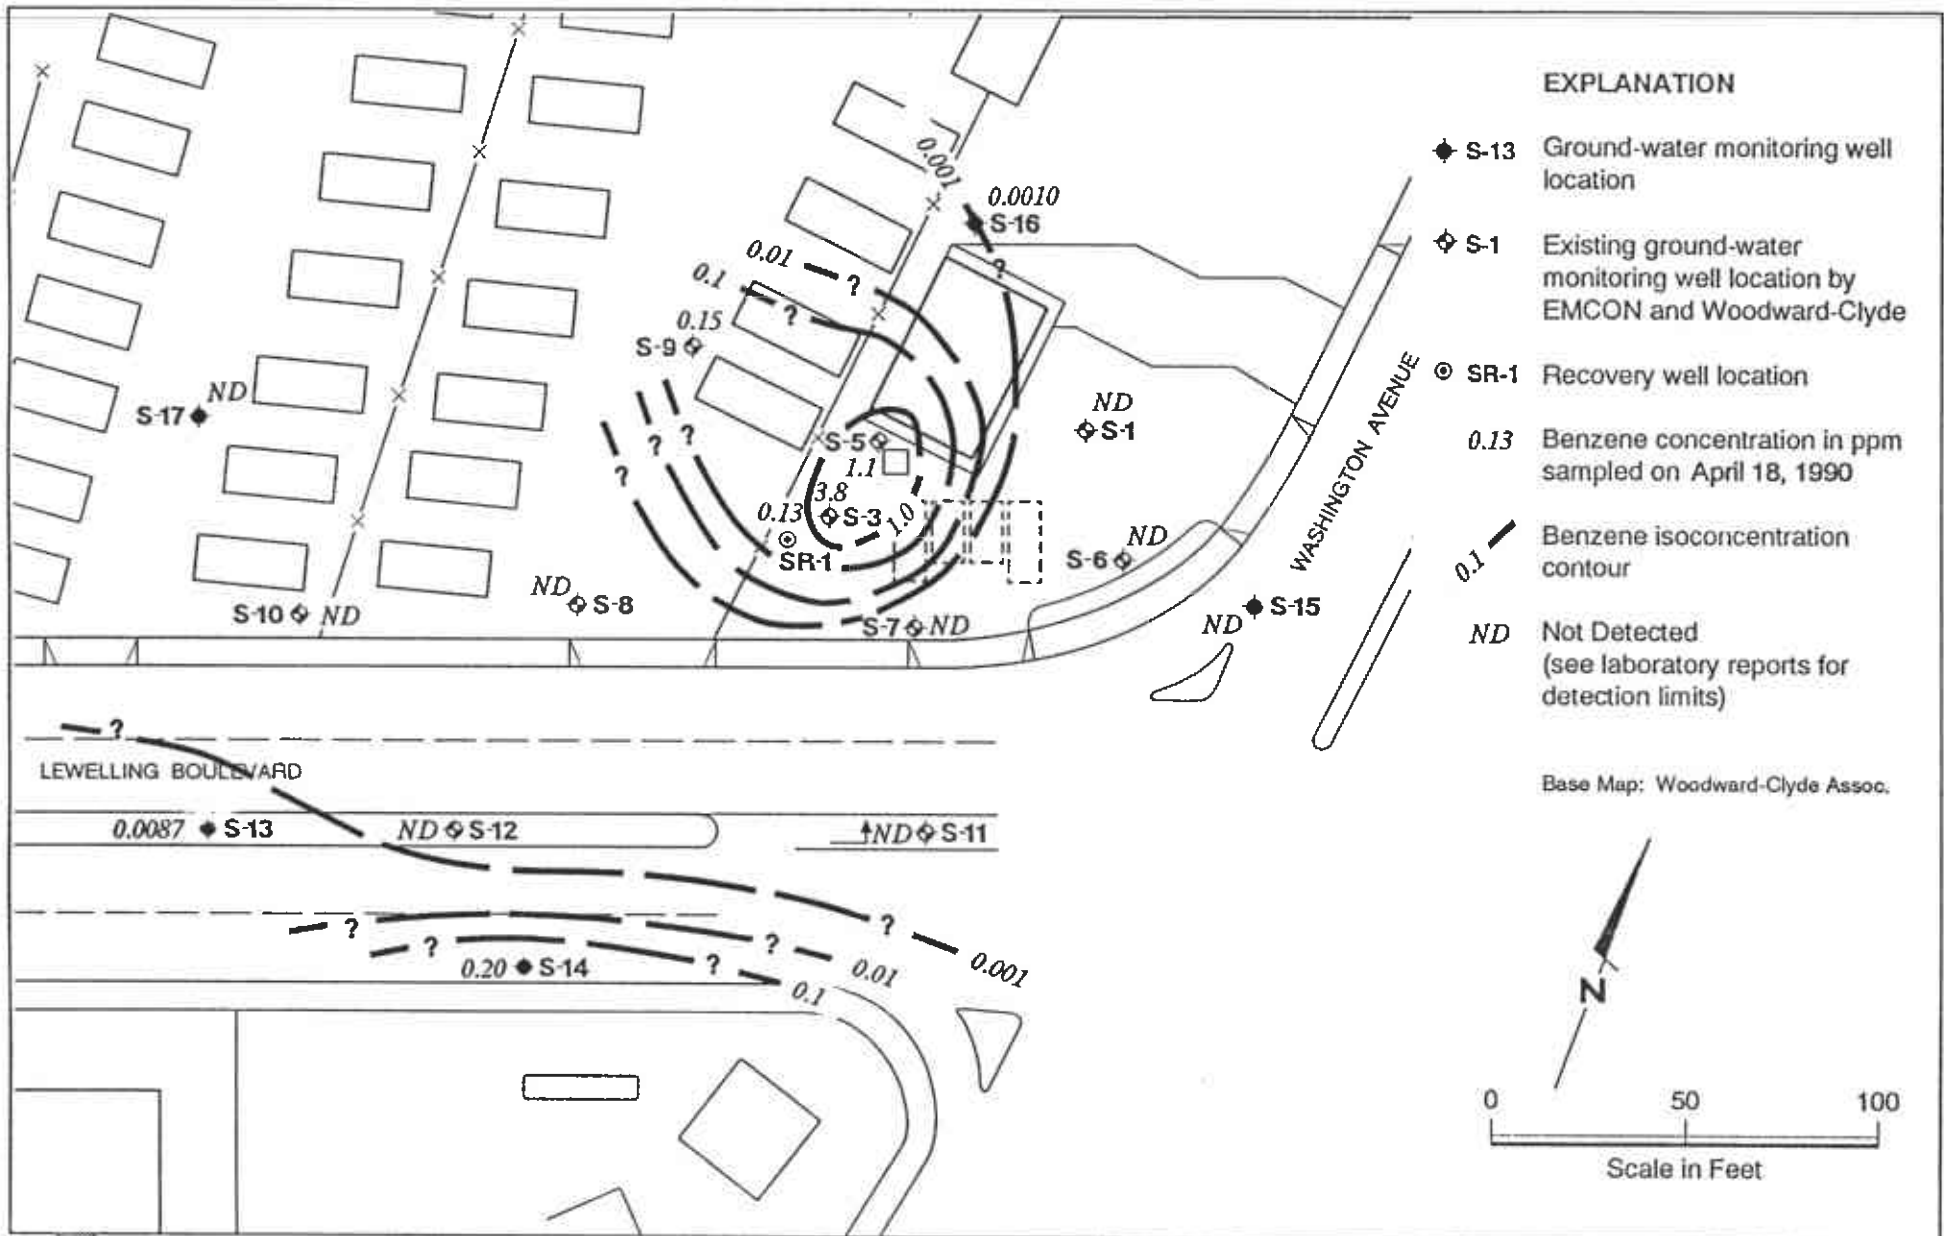 EXPLANATION
S-13 Ground-water monitoring well
location
S-1 Existing ground-water
monitoring well location by
EMCON and Woodward-Clyde
SR-1 Recovery well location
0.13 Benzene concentration in ppm
sampled on April 18, 1990
0.1 Benzene isoconcentration
contour
ND Not Detected
(see laboratory reports for
detection limits)
Base Map: Woodward-Clyde Assoc.
N
0 50 100
Scale in Feet
0.001
0.0010
S-16
?
0.01
?
0.1
?
0.15
S-9
ND
S-17
ND
S-1
S-5
1.1
3.8
S-3
0.13
SR-1
1.0
? ? ?
ND
S-6
WASHINGTON AVENUE
S-15
ND
ND
S-8
S-10 ND
S-7 ND
?
LEWELLING BOULEVARD
0.0087 S-13
ND S-12
ND S-11
? ? ?
? ? ?
0.20 S-14
0.001
0.01
0.1